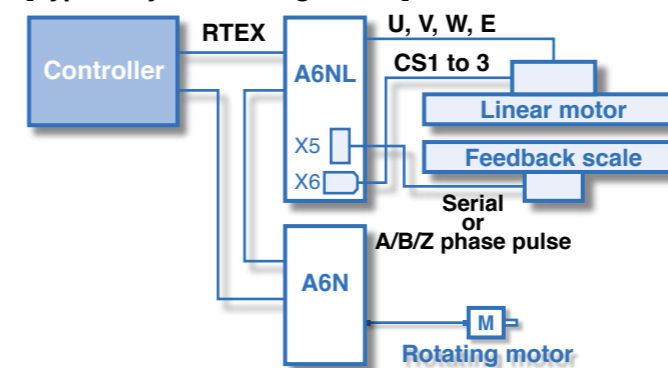 RTEX
U, V, W, E
Controller
A6NL
CS1 to 3
Linear motor
X5
Feedback scale
X6
Serial
or
A/B/Z phase pulse
A6N
M
Rotating motor